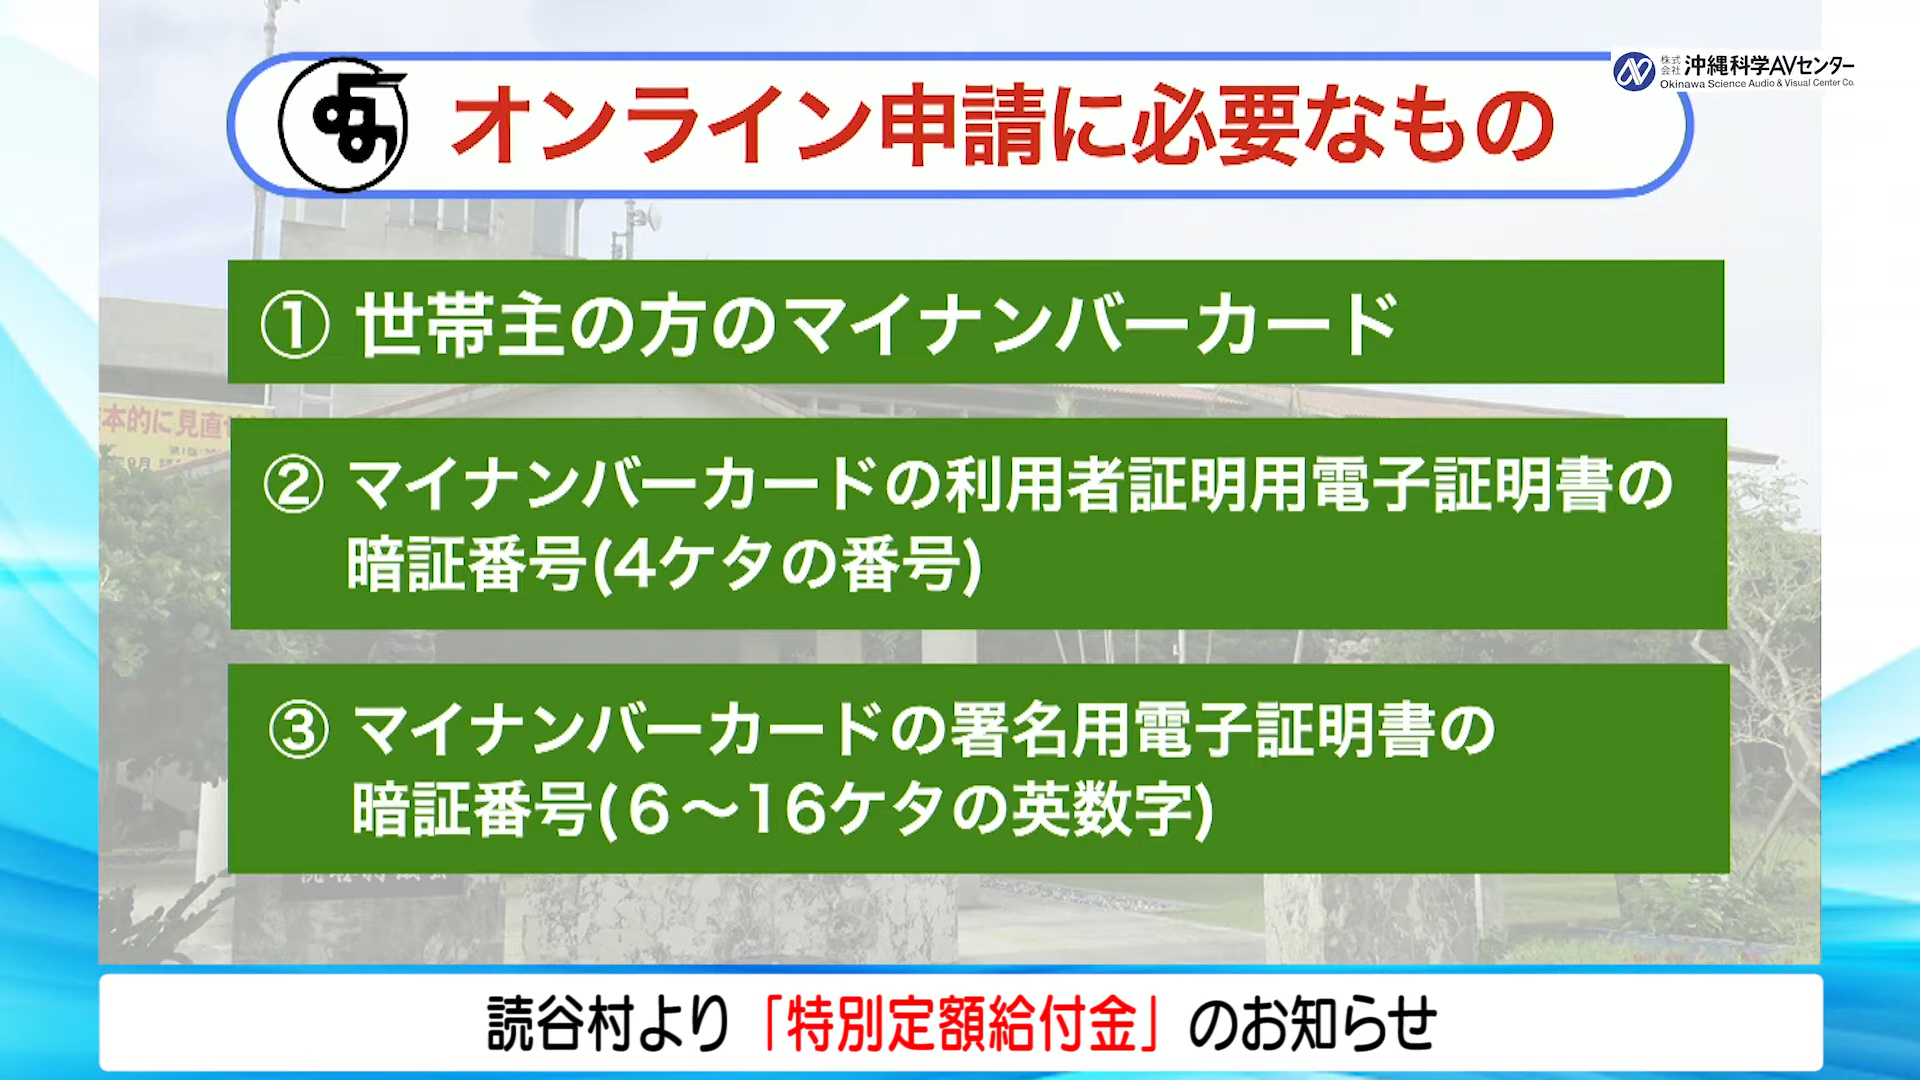 株式会社 沖縄科学AVセンター
Okinawa Science Audio & Visual Center Co.
オンライン申請に必要なもの
① 世帯主の方のマイナンバーカード
本的に見直
② マイナンバーカードの利用者証明用電子証明書の
暗証番号(4ケタの番号)
③ マイナンバーカードの署名用電子証明書の
暗証番号(６～16ケタの英数字)
読谷村より「特別定額給付金」のお知らせ